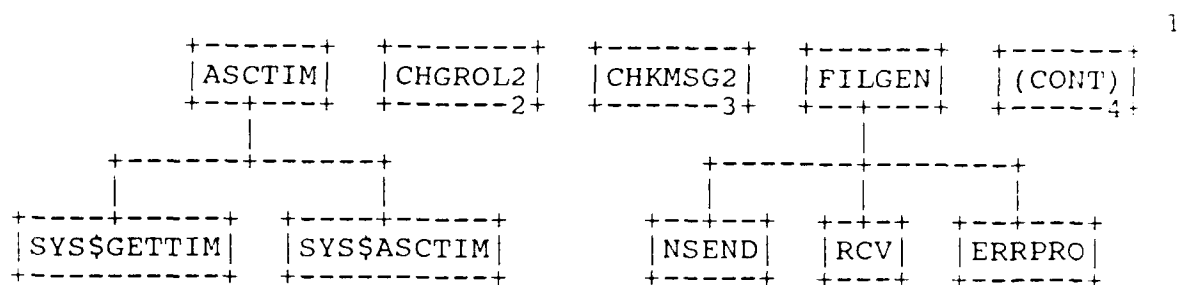 1
ASCTIM CHGROL2 CHKMSG2 FILGEN (CONT)
2 3 4
SYS$GETTIM SYS$ASCTIM NSEND RCV ERRPRO